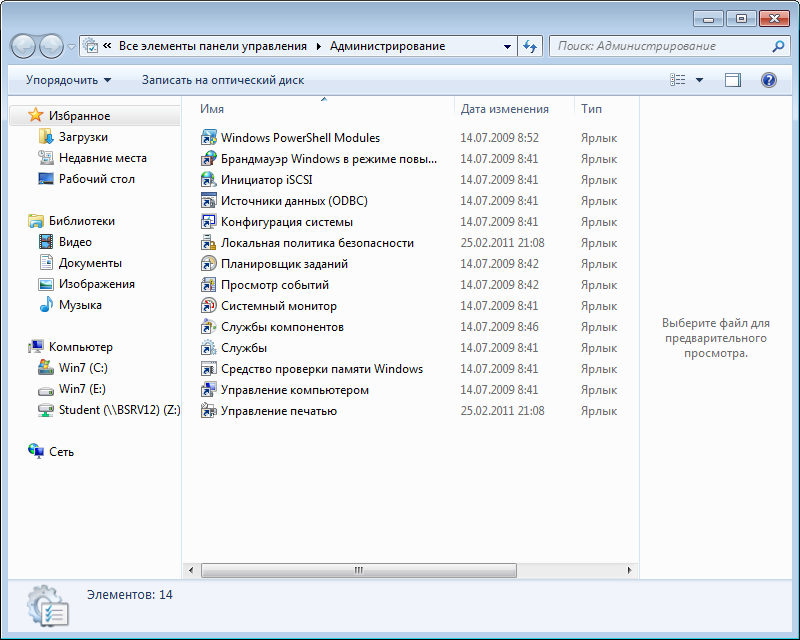 « Все элементы панели управления ▸ Администрирование
Поиск: Администрирование
Упорядочить Записать на оптический диск
Избранное
Загрузки
Недавние места
Рабочий стол
Библиотеки
Видео
Документы
Изображения
Музыка
Компьютер
Win7 (C:)
Win7 (E:)
Student (\\BSRV12) (Z:)
Сеть
Имя Дата изменения Тип
Windows PowerShell Modules 14.07.2009 8:52 Ярлык
Брандмауэр Windows в режиме повы... 14.07.2009 8:41 Ярлык
Инициатор iSCSI 14.07.2009 8:41 Ярлык
Источники данных (ODBC) 14.07.2009 8:41 Ярлык
Конфигурация системы 14.07.2009 8:41 Ярлык
Локальная политика безопасности 25.02.2011 21:08 Ярлык
Планировщик заданий 14.07.2009 8:42 Ярлык
Просмотр событий 14.07.2009 8:42 Ярлык
Системный монитор 14.07.2009 8:41 Ярлык
Службы компонентов 14.07.2009 8:46 Ярлык
Службы 14.07.2009 8:41 Ярлык
Средство проверки памяти Windows 14.07.2009 8:41 Ярлык
Управление компьютером 14.07.2009 8:41 Ярлык
Управление печатью 25.02.2011 21:08 Ярлык
Выберите файл для
предварительного
просмотра.
Элементов: 14